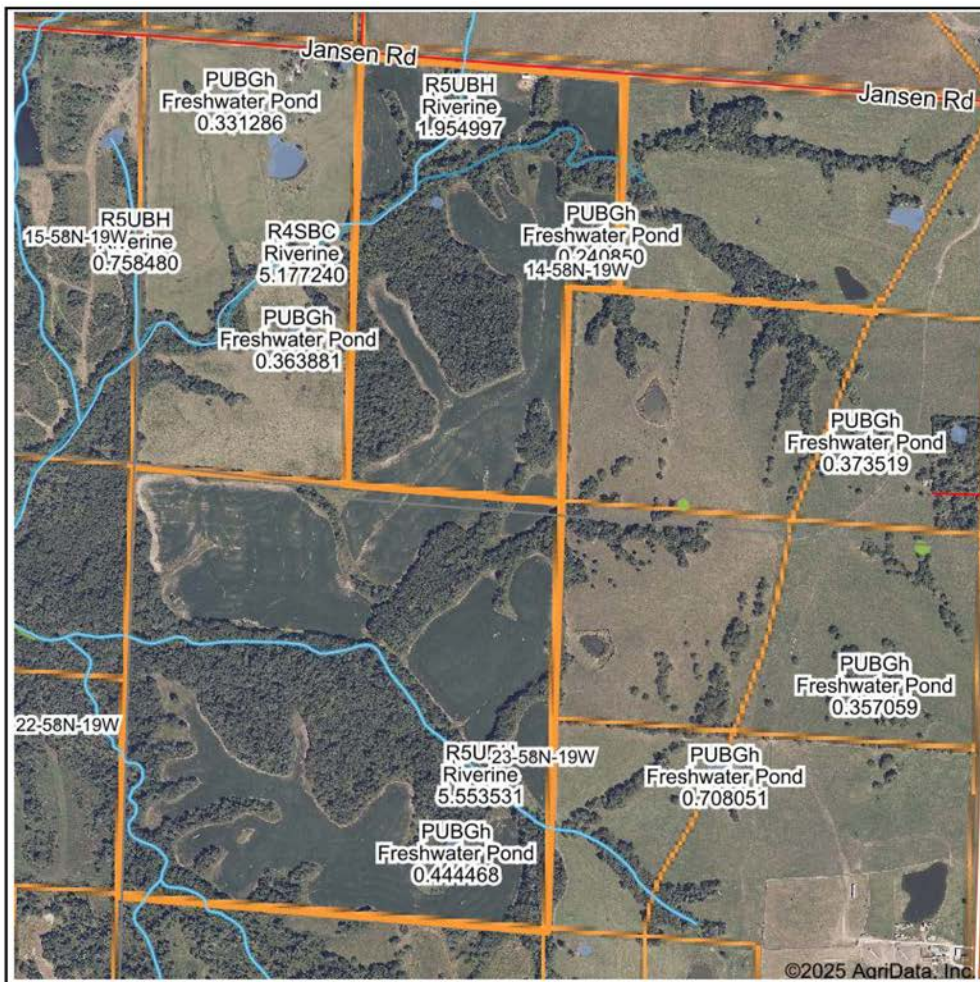 Jansen Rd
Jansen Rd
PUBGh
Freshwater Pond
0.331286
R5UBH
Riverine
1.954997
R5UBH
15-58N-19W
Riverine
0.758480
R4SBC
Riverine
5.177240
PUBGh
Freshwater Pond
0.240850
14-58N-19W
PUBGh
Freshwater Pond
0.363881
PUBGh
Freshwater Pond
0.373519
PUBGh
Freshwater Pond
0.357059
22-58N-19W
23-58N-19W
Riverine
5.553531
PUBGh
Freshwater Pond
0.708051
PUBGh
Freshwater Pond
0.444468
©2025 AgriData, Inc.